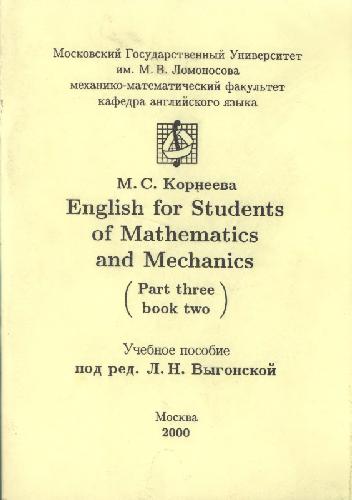 Московский Государственный Университет
им. М. В. Ломоносова
механико-математический факультет
кафедра английского языка
М. С. Корнеева
English for Students
of Mathematics
and Mechanics
(Part three
book two)
Учебное пособие
под ред. Л. Н. Выгонской
Москва
2000